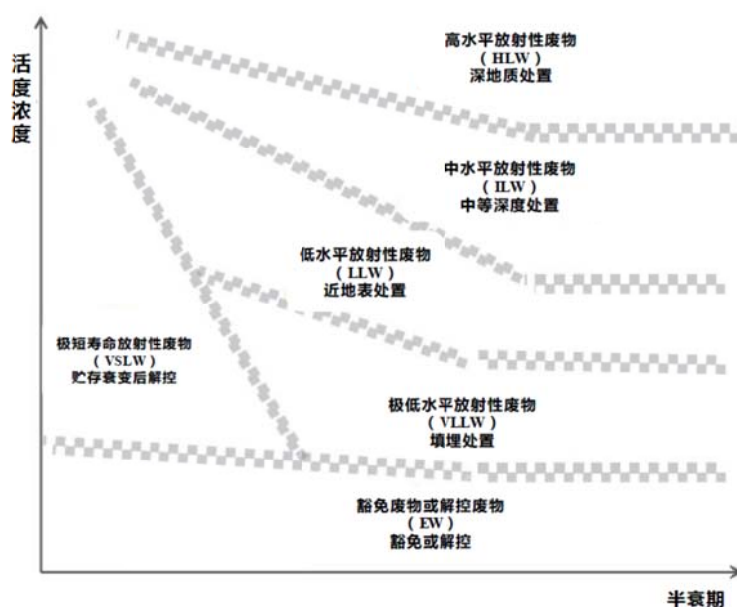 活度浓度
高水平放射性废物
（HLW）
深地质处置
中水平放射性废物
（ILW）
中等深度处置
低水平放射性废物
（LLW）
近地表处置
极短寿命放射性废物
（VSLW）
贮存衰变后解控
极低水平放射性废物
（VLLW）
填埋处置
豁免废物或解控废物
（EW）
豁免或解控
半衰期